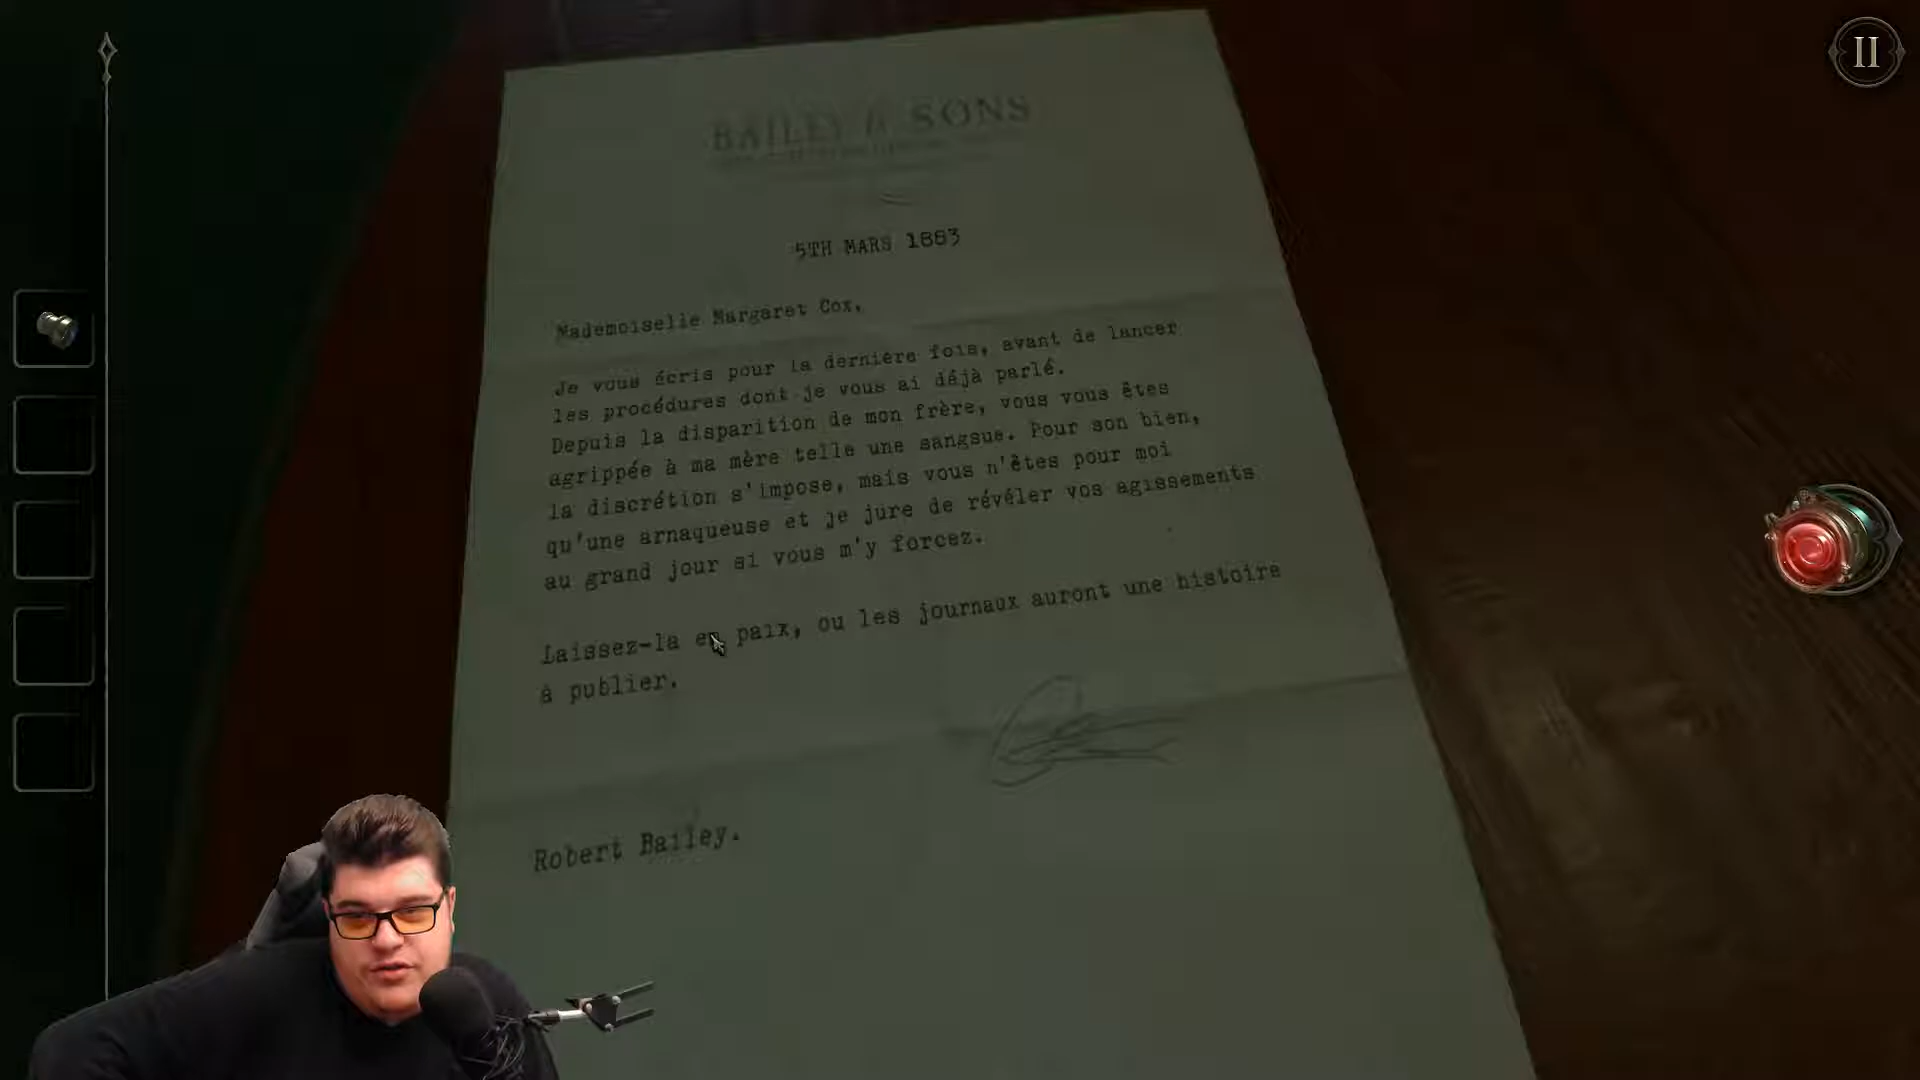 BAILEY & SONS
II
5TH MARS 1883
Mademoiselle Margaret Cox,
Je vous écris pour la dernière fois, avant de lancer
les procédures dont je vous ai déjà parlé.
Depuis la disparition de mon frère, vous vous êtes
agrippée à ma mère telle une sangsue. Pour son bien,
la discrétion s'impose, mais vous n'êtes pour moi
qu'une arnaqueuse et je jure de révéler vos agissements
au grand jour si vous m'y forcez.
Laissez-la en paix, ou les journaux auront une histoire
à publier.
Robert Bailey.